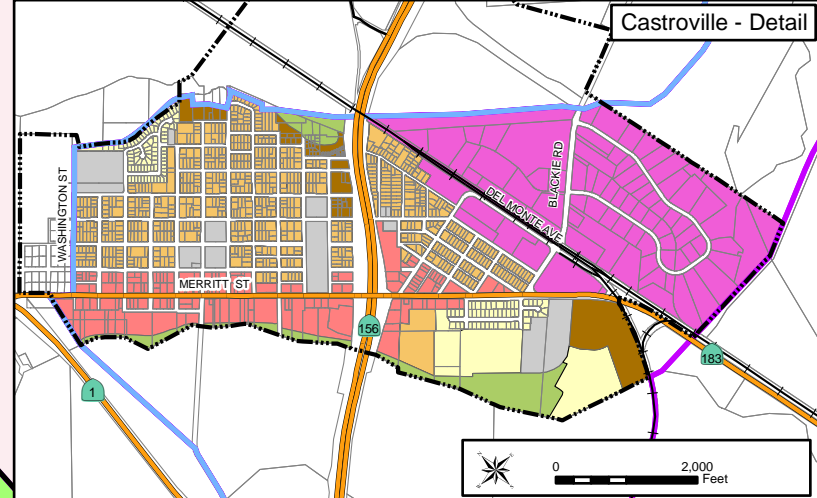 Castroville - Detail
WASHINGTON ST
BLACKIE RD
DEL MONTE AVE
MERRITT ST
156
183
1
0
2,000
Feet